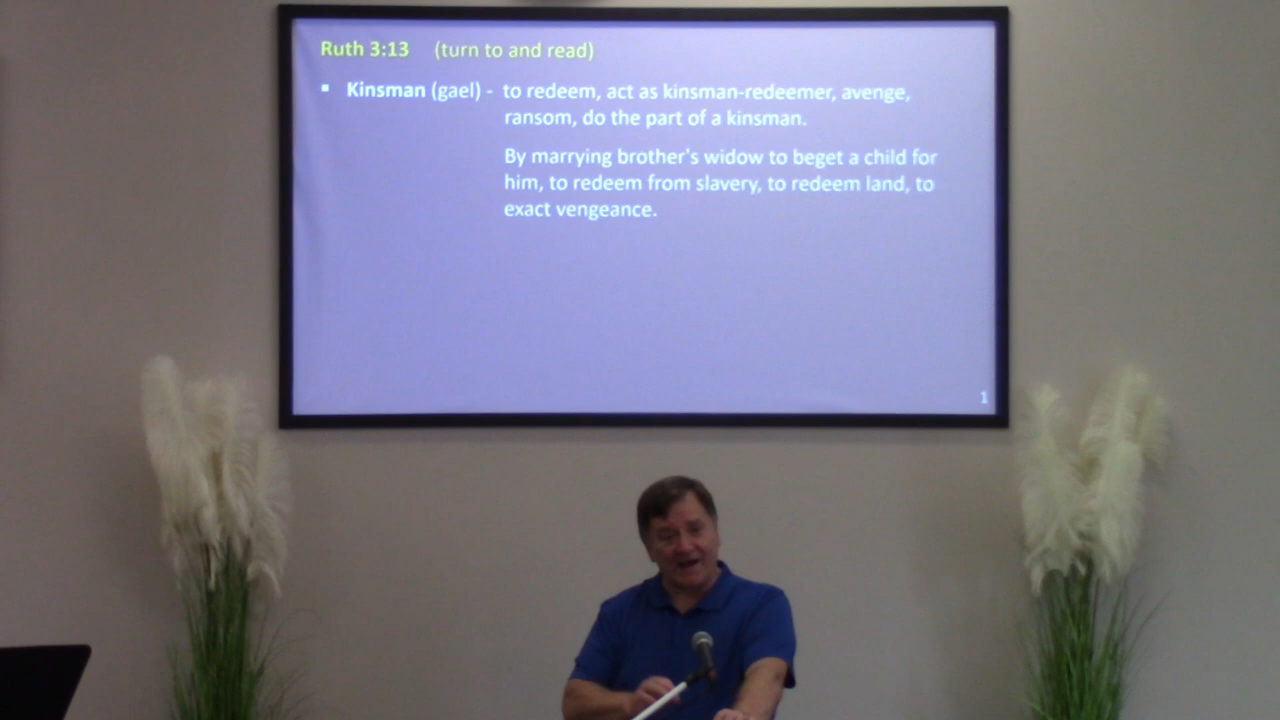 Ruth 3:13 (turn to and read)
▪ Kinsman (gael) - to redeem, act as kinsman-redeemer, avenge,
ransom, do the part of a kinsman.
By marrying brother's widow to beget a child for
him, to redeem from slavery, to redeem land, to
exact vengeance.
1